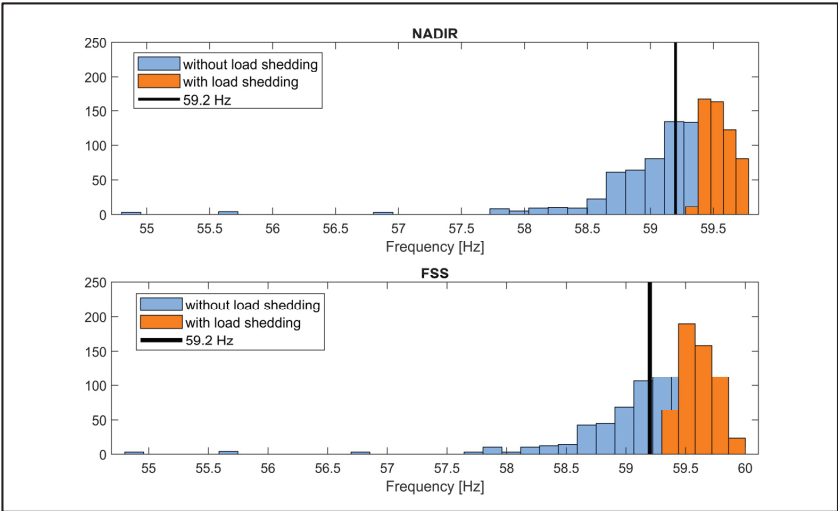 NADIR
250
200
150
100
50
0
without load shedding
with load shedding
59.2 Hz
55 55.5 56 56.5 57 57.5 58 58.5 59 59.5
Frequency [Hz]
FSS
250
200
150
100
50
0
without load shedding
with load shedding
59.2 Hz
55 55.5 56 56.5 57 57.5 58 58.5 59 59.5 60
Frequency [Hz]